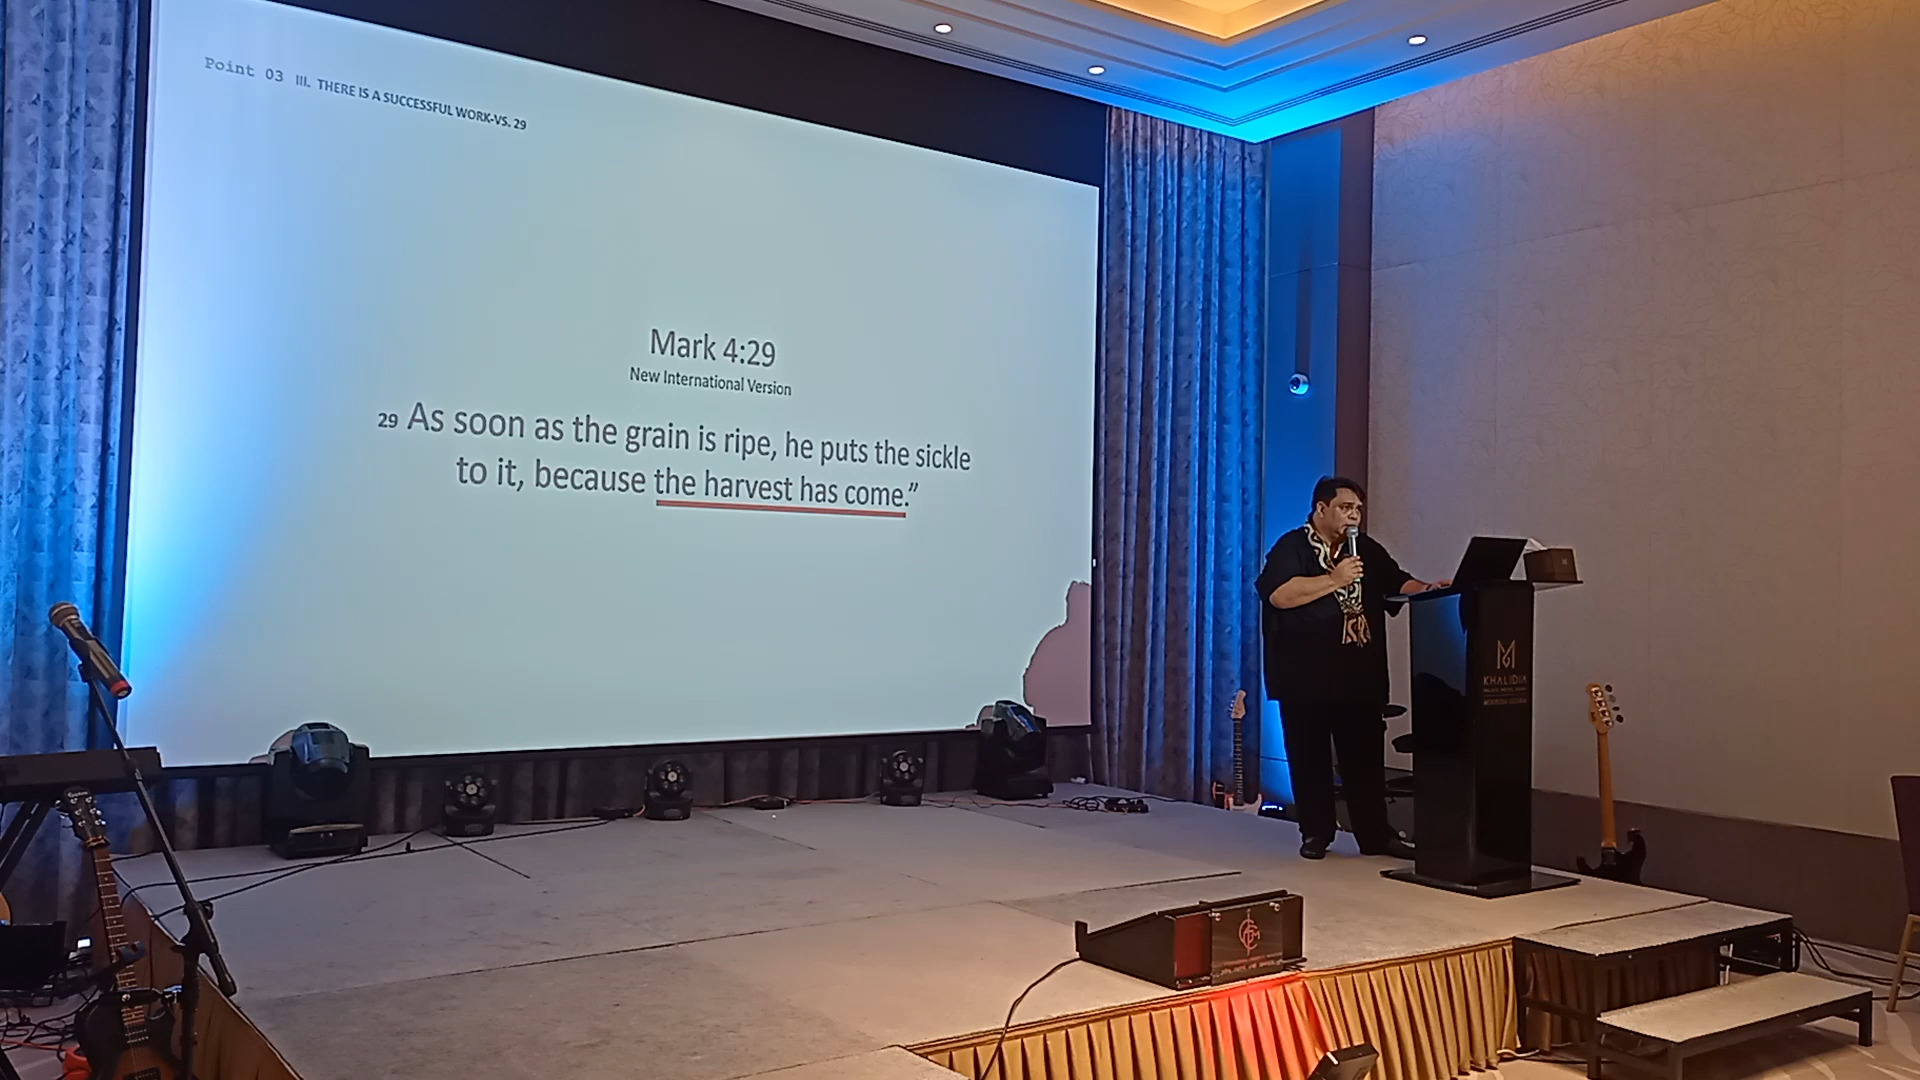 Point 03 III. THERE IS A SUCCESSFUL WORK-VS. 29
Mark 4:29
New International Version
29 As soon as the grain is ripe, he puts the sickle
to it, because the harvest has come.”
KHALIDIA